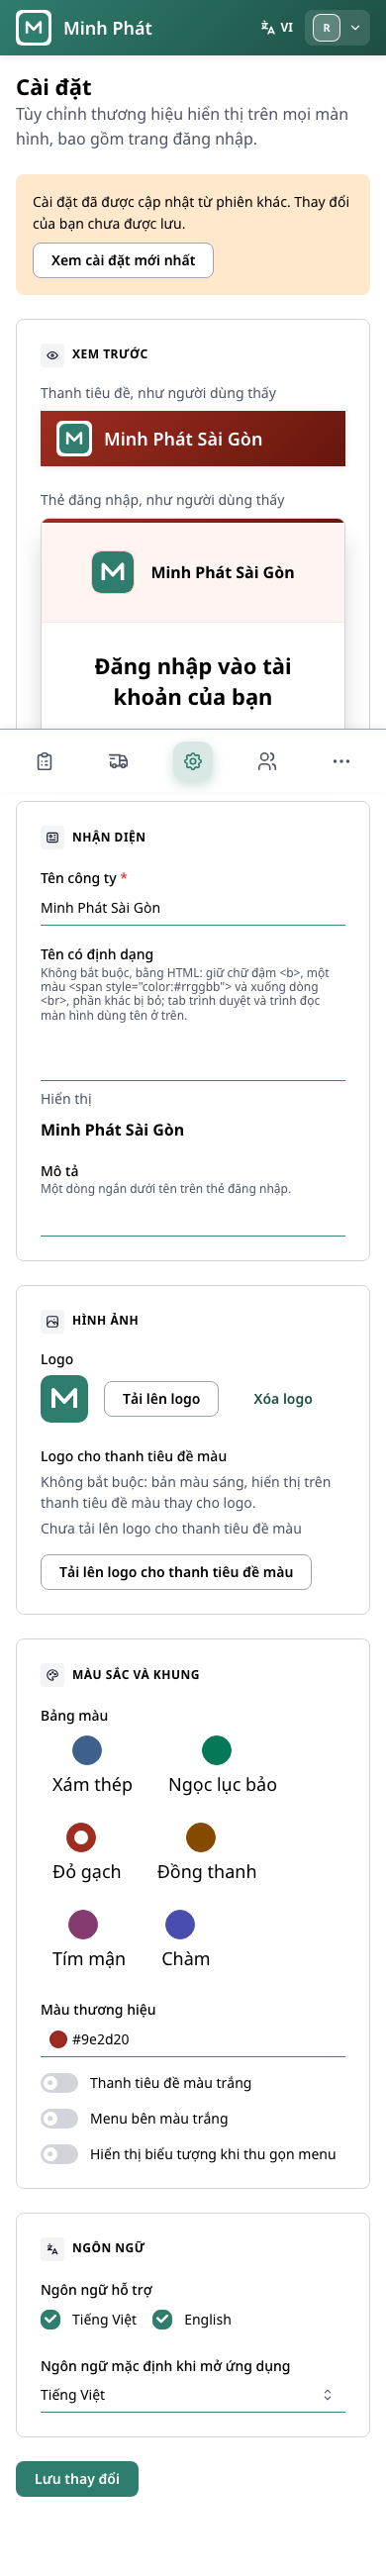 Minh Phát
VI
R
Cài đặt
Tùy chỉnh thương hiệu hiển thị trên mọi màn
hình, bao gồm trang đăng nhập.
Cài đặt đã được cập nhật từ phiên khác. Thay đổi
của bạn chưa được lưu.
Xem cài đặt mới nhất
XEM TRƯỚC
Thanh tiêu đề, như người dùng thấy
Minh Phát Sài Gòn
Thẻ đăng nhập, như người dùng thấy
Minh Phát Sài Gòn
Đăng nhập vào tài
khoản của bạn
NHẬN DIỆN
Tên công ty *
Minh Phát Sài Gòn
Tên có định dạng
Không bắt buộc, bằng HTML: giữ chữ đậm <b>, một
màu <span style="color:#rrggbb"> và xuống dòng
<br>, phần khác bị bỏ; tab trình duyệt và trình đọc
màn hình dùng tên ở trên.
Hiển thị
Minh Phát Sài Gòn
Mô tả
Một dòng ngắn dưới tên trên thẻ đăng nhập.
HÌNH ẢNH
Logo
Tải lên logo
Xóa logo
Logo cho thanh tiêu đề màu
Không bắt buộc: bản màu sáng, hiển thị trên
thanh tiêu đề màu thay cho logo.
Chưa tải lên logo cho thanh tiêu đề màu
Tải lên logo cho thanh tiêu đề màu
MÀU SẮC VÀ KHUNG
Bảng màu
Xám thép
Ngọc lục bảo
Đỏ gạch
Đồng thanh
Tím mận
Chàm
Màu thương hiệu
#9e2d20
Thanh tiêu đề màu trắng
Menu bên màu trắng
Hiển thị biểu tượng khi thu gọn menu
NGÔN NGỮ
Ngôn ngữ hỗ trợ
Tiếng Việt
English
Ngôn ngữ mặc định khi mở ứng dụng
Tiếng Việt
Lưu thay đổi